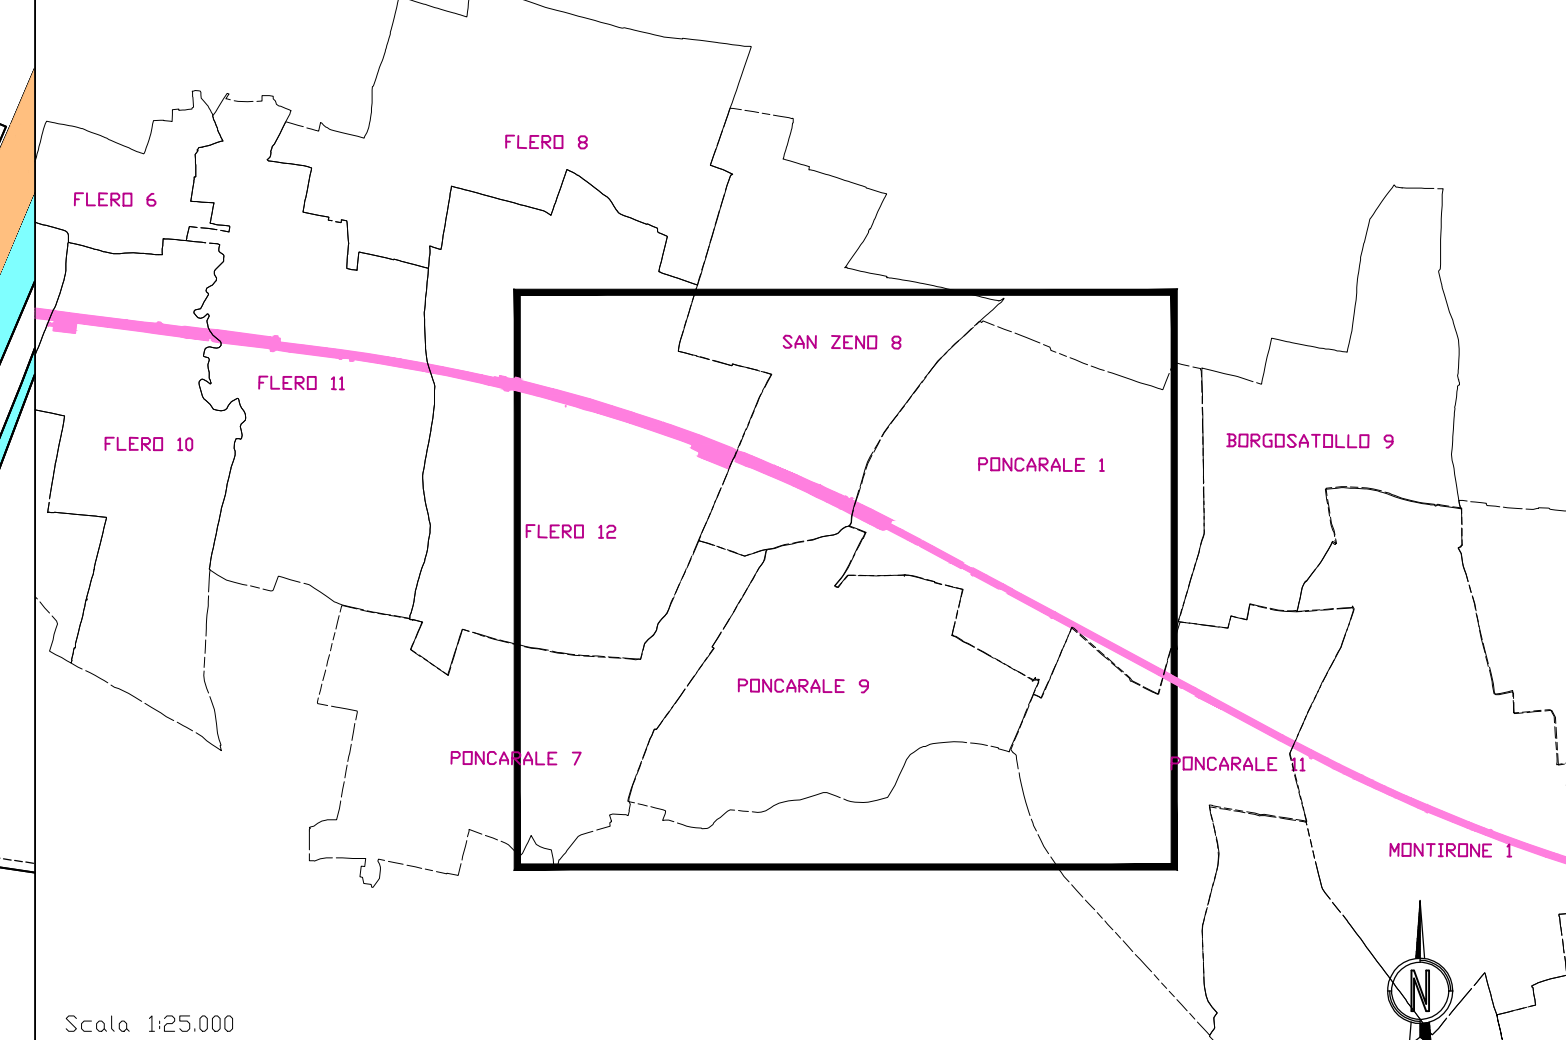 FLERO 8
FLERO 6
SAN ZENO 8
FLERO 11
FLERO 10
BORGOSATOLLO 9
PONCARALE 1
FLERO 12
PONCARALE 9
PONCARALE 7
PONCARALE 11
MONTIRONE 1
N
Scala 1:25.000